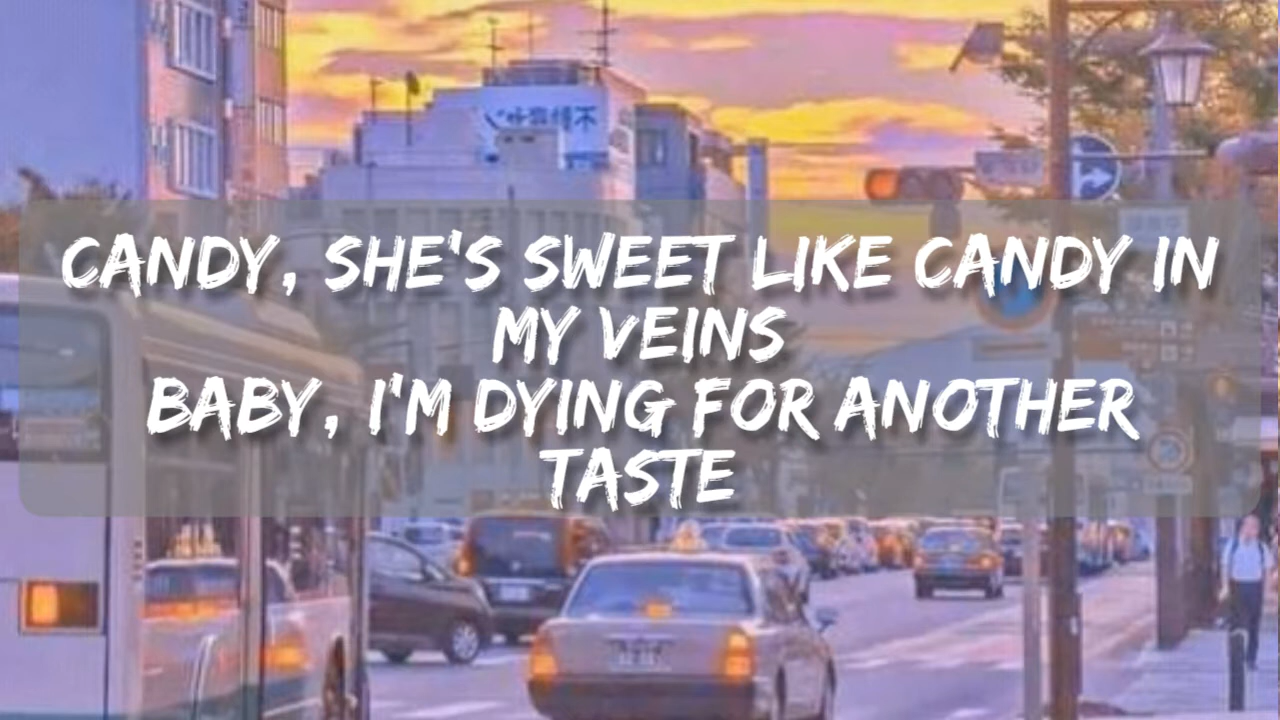 CANDY, SHE'S SWEET LIKE CANDY IN
MY VEINS
BABY, I'M DYING FOR ANOTHER
TASTE